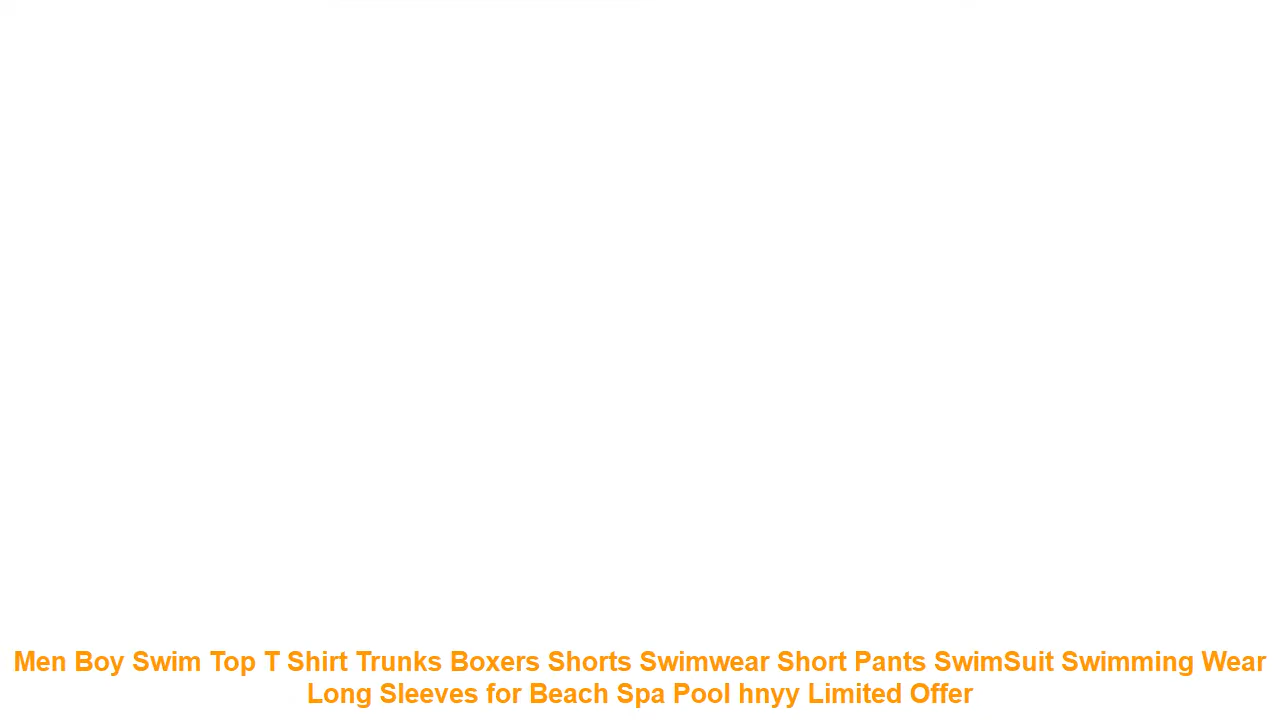 Men Boy Swim Top T Shirt Trunks Boxers Shorts Swimwear Short Pants SwimSuit Swimming Wear
Long Sleeves for Beach Spa Pool hnyy Limited Offer